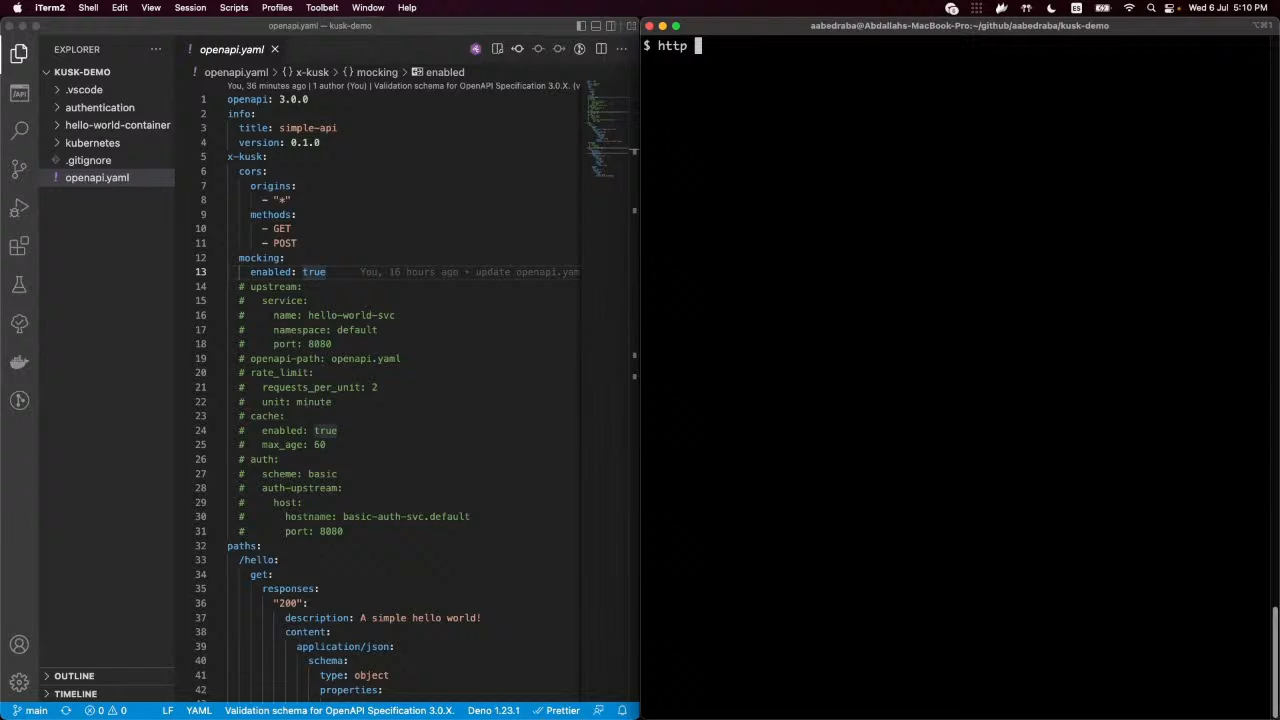 iTerm2 Shell Edit View Session Scripts Profiles Toolbelt Window Help
ES
Wed 6 Jul 5:10 PM
openapi.yaml — kusk-demo
EXPLORER
KUSK-DEMO
.vscode
authentication
hello-world-container
kubernetes
.gitignore
! openapi.yaml
OUTLINE
TIMELINE
! openapi.yaml
! openapi.yaml > {} x-kusk > {} mocking > enabled
You, 36 minutes ago | 1 author (You) | Validation schema for OpenAPI Specification 3.0.X. (v
1 openapi: 3.0.0
2 info:
3 title: simple-api
4 version: 0.1.0
5 x-kusk:
6 cors:
7 origins:
8 - "*"
9 methods:
10 - GET
11 - POST
12 mocking:
13 enabled: true You, 16 hours ago • update openapi.yam
14 # upstream:
15 # service:
16 # name: hello-world-svc
17 # namespace: default
18 # port: 8080
19 # openapi-path: openapi.yaml
20 # rate_limit:
21 # requests_per_unit: 2
22 # unit: minute
23 # cache:
24 # enabled: true
25 # max_age: 60
26 # auth:
27 # scheme: basic
28 # auth-upstream:
29 # host:
30 # hostname: basic-auth-svc.default
31 # port: 8080
32 paths:
33 /hello:
34 get:
35 responses:
36 "200":
37 description: A simple hello world!
38 content:
39 application/json:
40 schema:
41 type: object
42 properties:
main 0 0 LF YAML Validation schema for OpenAPI Specification 3.0.X. Deno 1.23.1 Prettier
aabedraba@Abdallahs-MacBook-Pro:~/github/aabedraba/kusk-demo
⌥⌘1
$ http